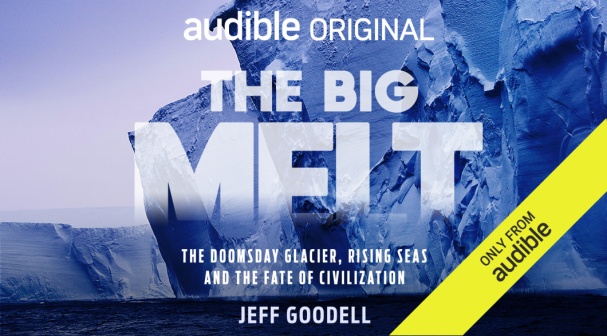 audible ORIGINAL
THE BIG
MELT
THE DOOMSDAY GLACIER, RISING SEAS
AND THE FATE OF CIVILIZATION
JEFF GOODELL
ONLY FROM
audible